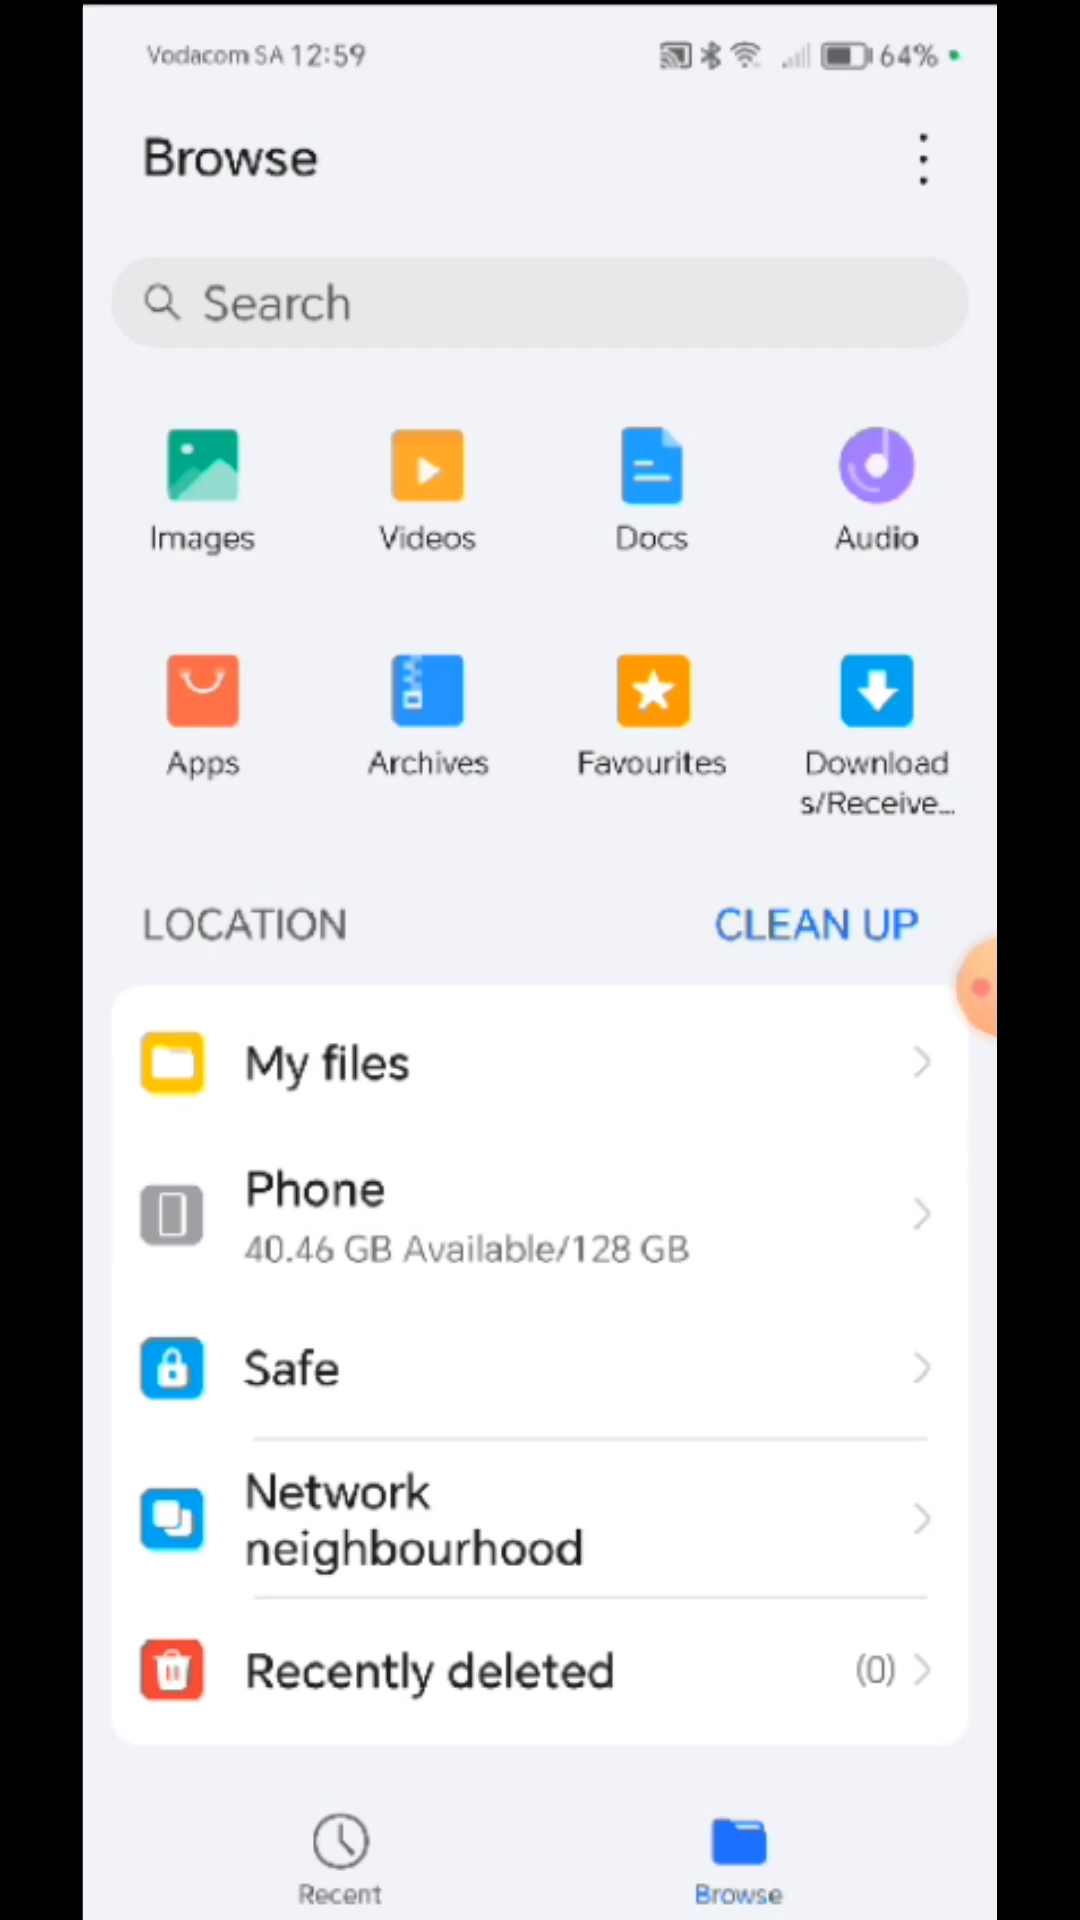 Vodacom SA 12:59
64%
Browse
Search
Images
Videos
Docs
Audio
Apps
Archives
Favourites
Download
s/Receive...
LOCATION
CLEAN UP
My files
Phone
40.46 GB Available/128 GB
Safe
Network
neighbourhood
Recently deleted
(0)
Recent
Browse